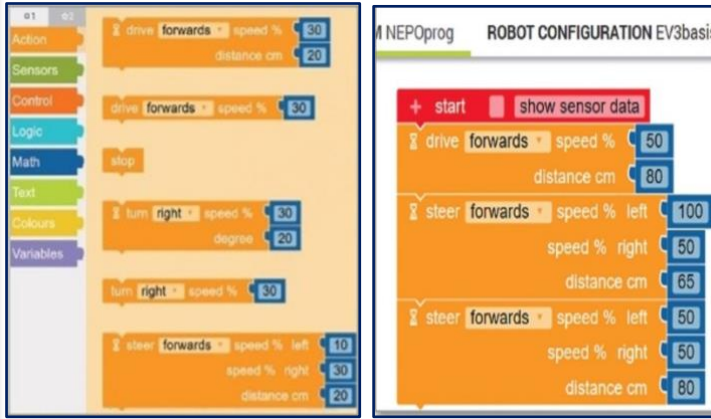 1 2
Action
Sensors
Control
Logic
Math
Text
Colours
Variables
drive forwards speed % 30
distance cm 20
drive forwards speed % 30
stop
turn right speed % 30
degree 20
turn right speed % 30
steer forwards speed % left 10
speed % right 30
distance cm 20
NEPOprog ROBOT CONFIGURATION EV3basis
+ start show sensor data
drive forwards speed % 50
distance cm 80
steer forwards speed % left 100
speed % right 50
distance cm 65
steer forwards speed % left 50
speed % right 50
distance cm 80